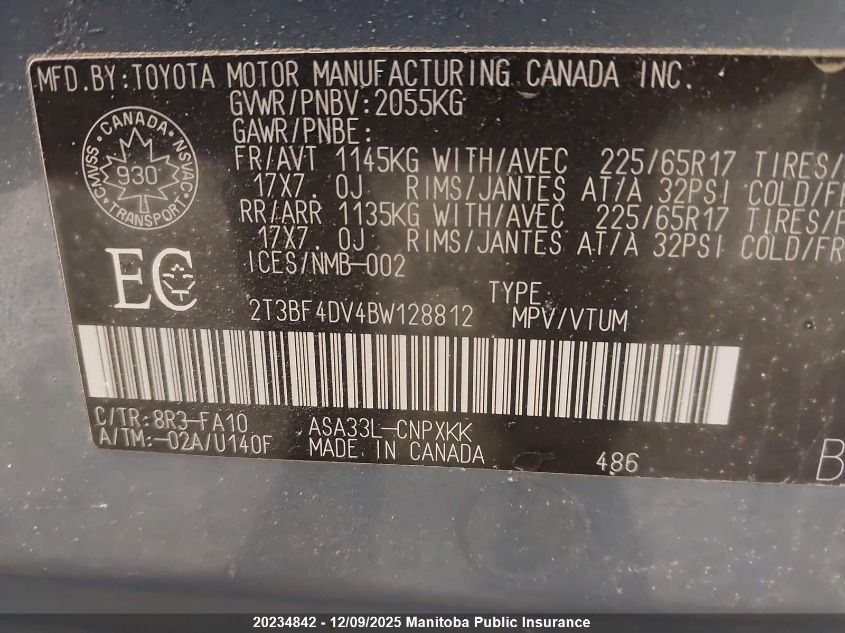 MFD.BY:TOYOTA MOTOR MANUFACTURING CANADA INC.
GVWR/PNBV:2055KG
GAWR/PNBE:
FR/AVT 1145KG WITH/AVEC 225/65R17 TIRES/
17X7.0J RIMS/JANTES AT/A 32PSI COLD/FR
RR/ARR 1135KG WITH/AVEC 225/65R17 TIRES/
17X7.0J RIMS/JANTES AT/A 32PSI COLD/FR
ICES/NMB-002
CANADA
CMVSS 930 NSVAC
TRANSPORT
EC
TYPE
2T3BF4DV4BW128812 MPV/VTUM
C/TR:8R3-FA10 ASA33L-CNPXKK
A/TM:-02A/U140F MADE IN CANADA
486
B
20234842 - 12/09/2025 Manitoba Public Insurance